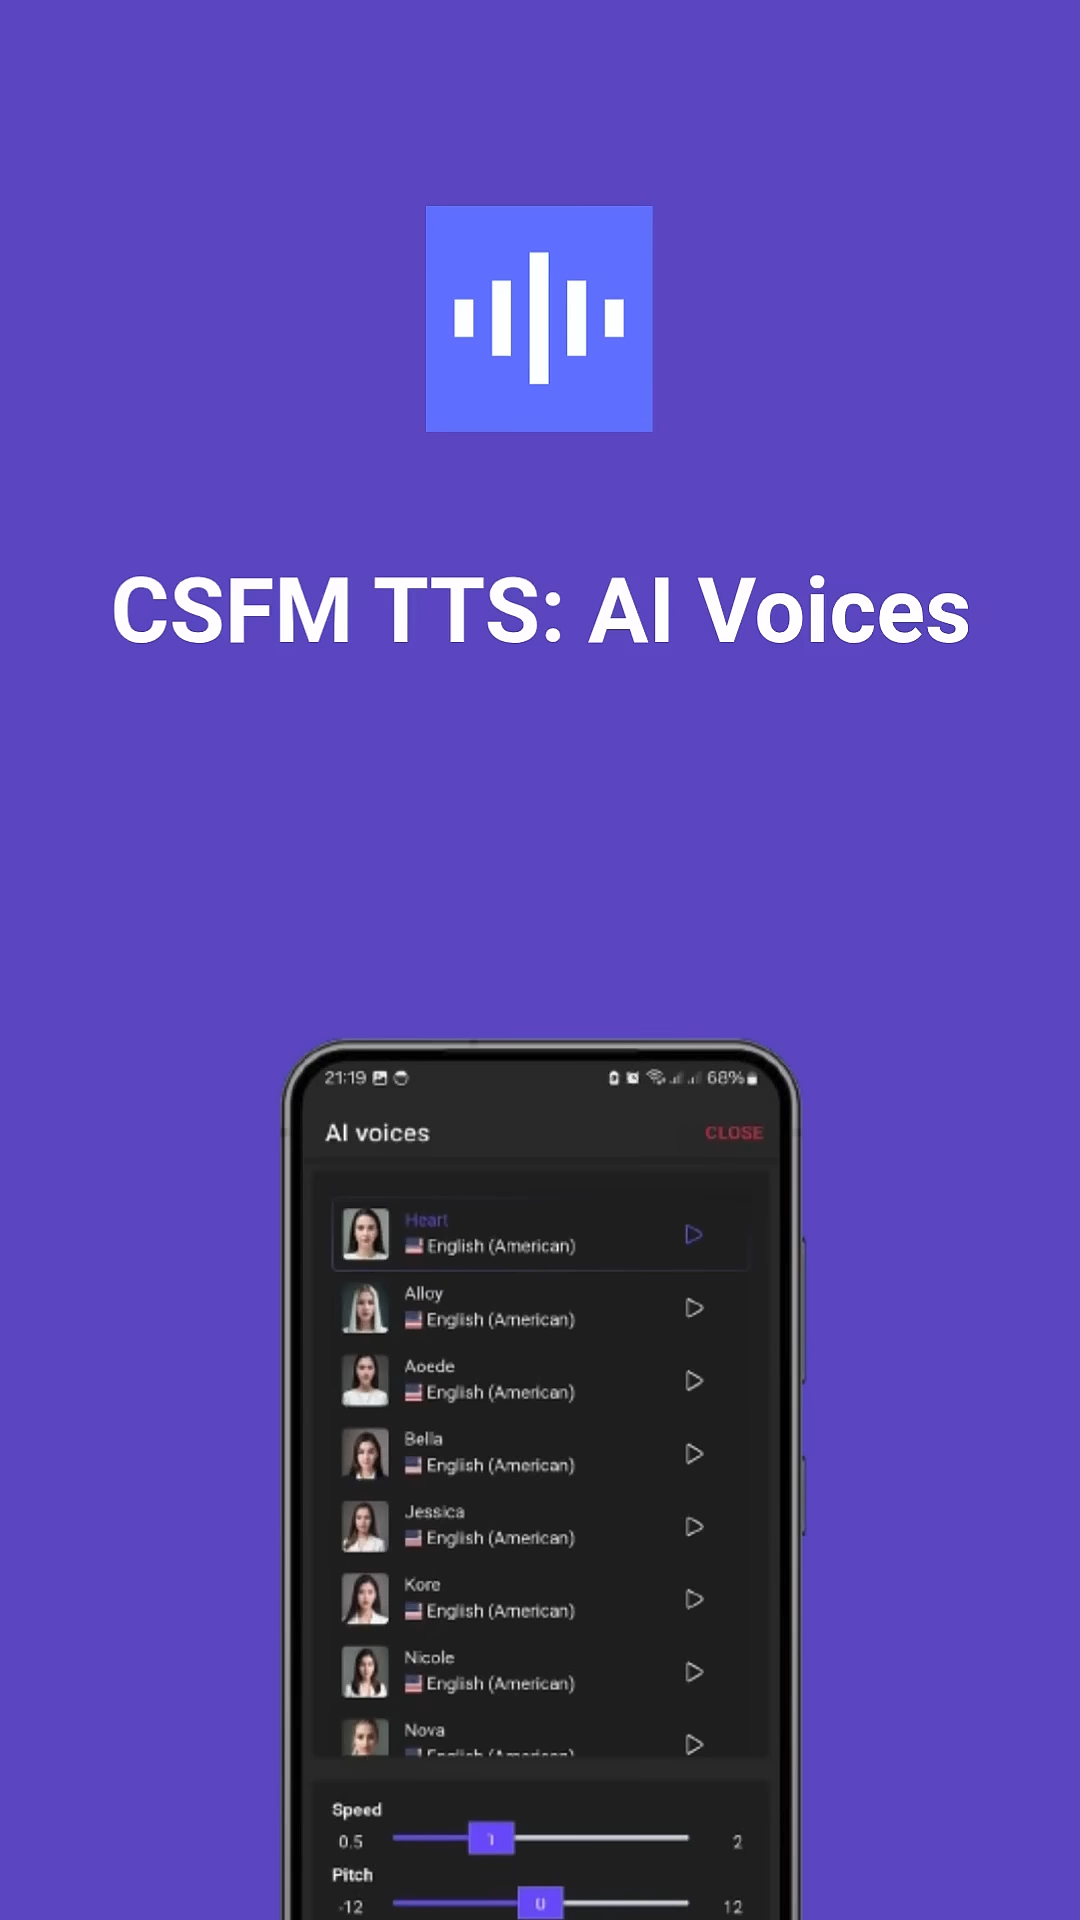 CSFM TTS: AI Voices
21:19 68%
AI voices CLOSE
Heart
English (American)
Alloy
English (American)
Aoede
English (American)
Bella
English (American)
Jessica
English (American)
Kore
English (American)
Nicole
English (American)
Nova
Speed
0.5 1 2
Pitch
-12 0 12